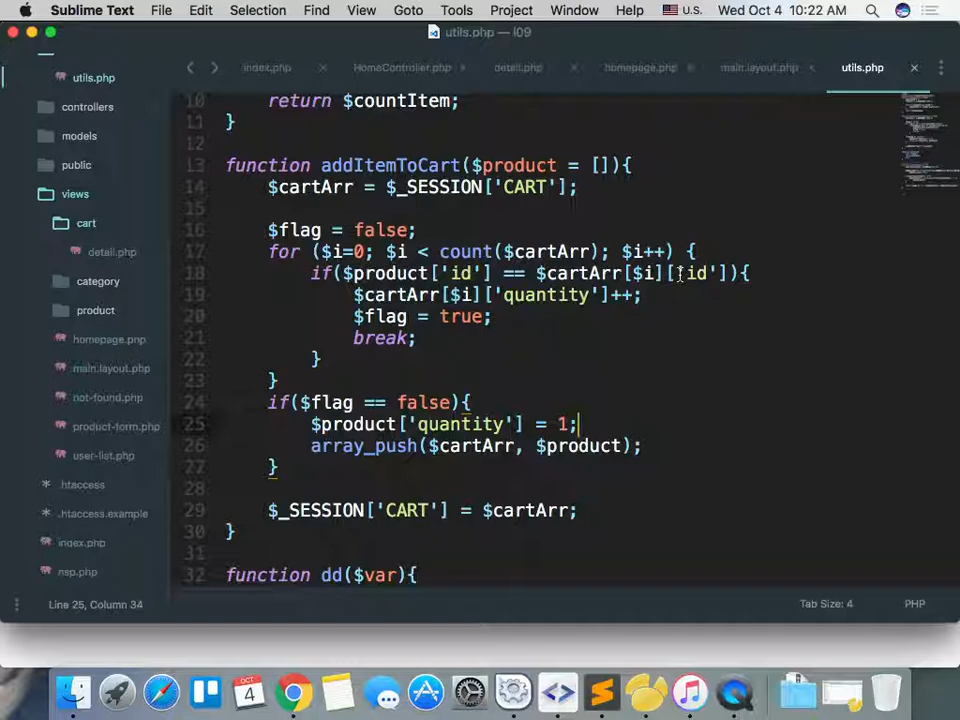 Sublime Text File Edit Selection Find View Goto Tools Project Window Help U.S. Wed Oct 4 10:22 AM
utils.php — l09
index.php HomeController.php detail.php homepage.php main.layout.php utils.php
utils.php
controllers
models
public
views
cart
detail.php
category
product
homepage.php
main.layout.php
not-found.php
product-form.php
user-list.php
.htaccess
.htaccess.example
index.php
nsp.php
10 return $countItem;
11 }
12
13 function addItemToCart($product = []){
14 $cartArr = $_SESSION['CART'];
15
16 $flag = false;
17 for ($i=0; $i < count($cartArr); $i++) {
18 if($product['id'] == $cartArr[$i]['id']){
19 $cartArr[$i]['quantity']++;
20 $flag = true;
21 break;
22 }
23 }
24 if($flag == false){
25 $product['quantity'] = 1;
26 array_push($cartArr, $product);
27 }
28
29 $_SESSION['CART'] = $cartArr;
30 }
31
32 function dd($var){
Line 25, Column 34 Tab Size: 4 PHP
OCT
4